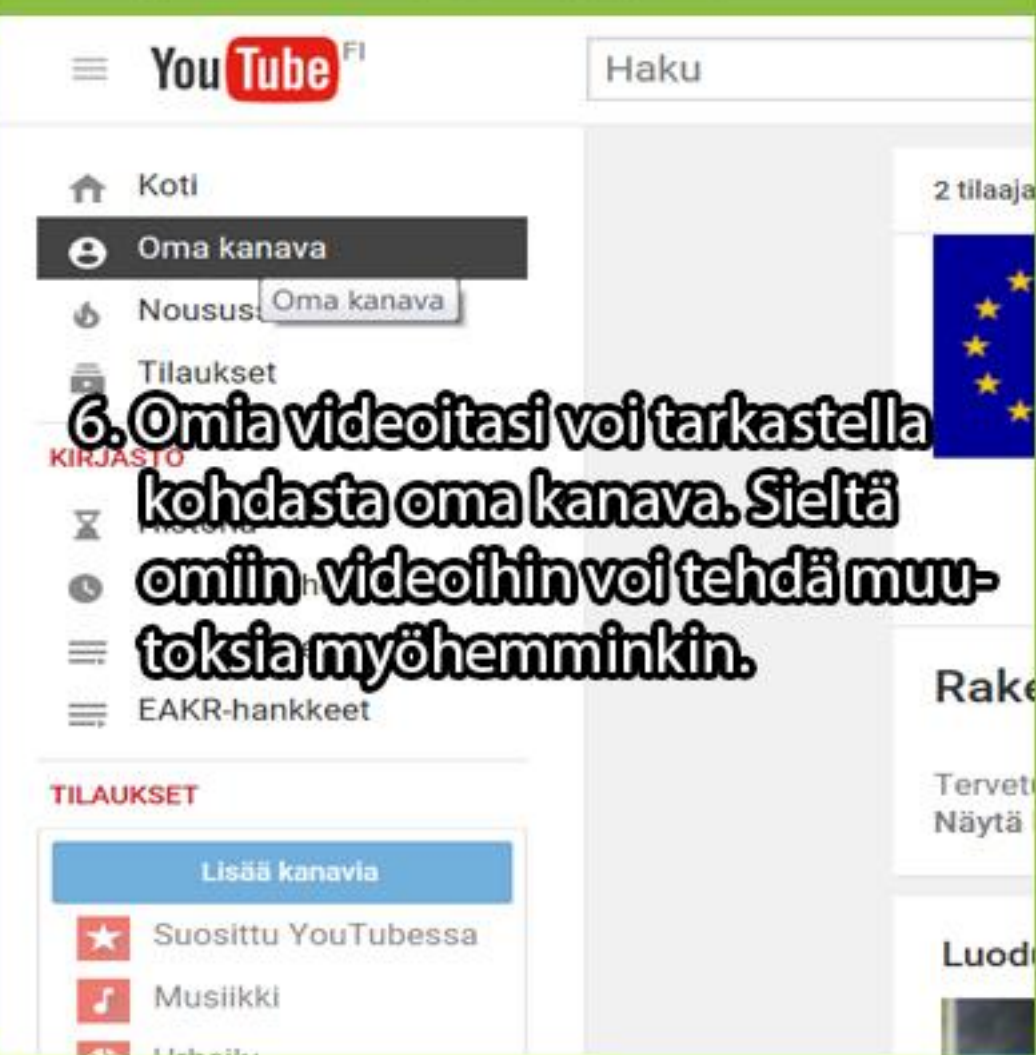 YouTube FI
Haku
Koti
2 tilaaja
Oma kanava
Oma kanava
Tilaukset
6. Omia videoitasi voi tarkastella
KIRJASTO
kohdasta oma kanava. Sieltä
omiin videoihin voi tehdä muu-
toksia myöhemminkin.
EAKR-hankkeet
Rake
TILAUKSET
Tervet
Näytä
Lisää kanavia
Suosittu YouTubessa
Luod
Musiikki